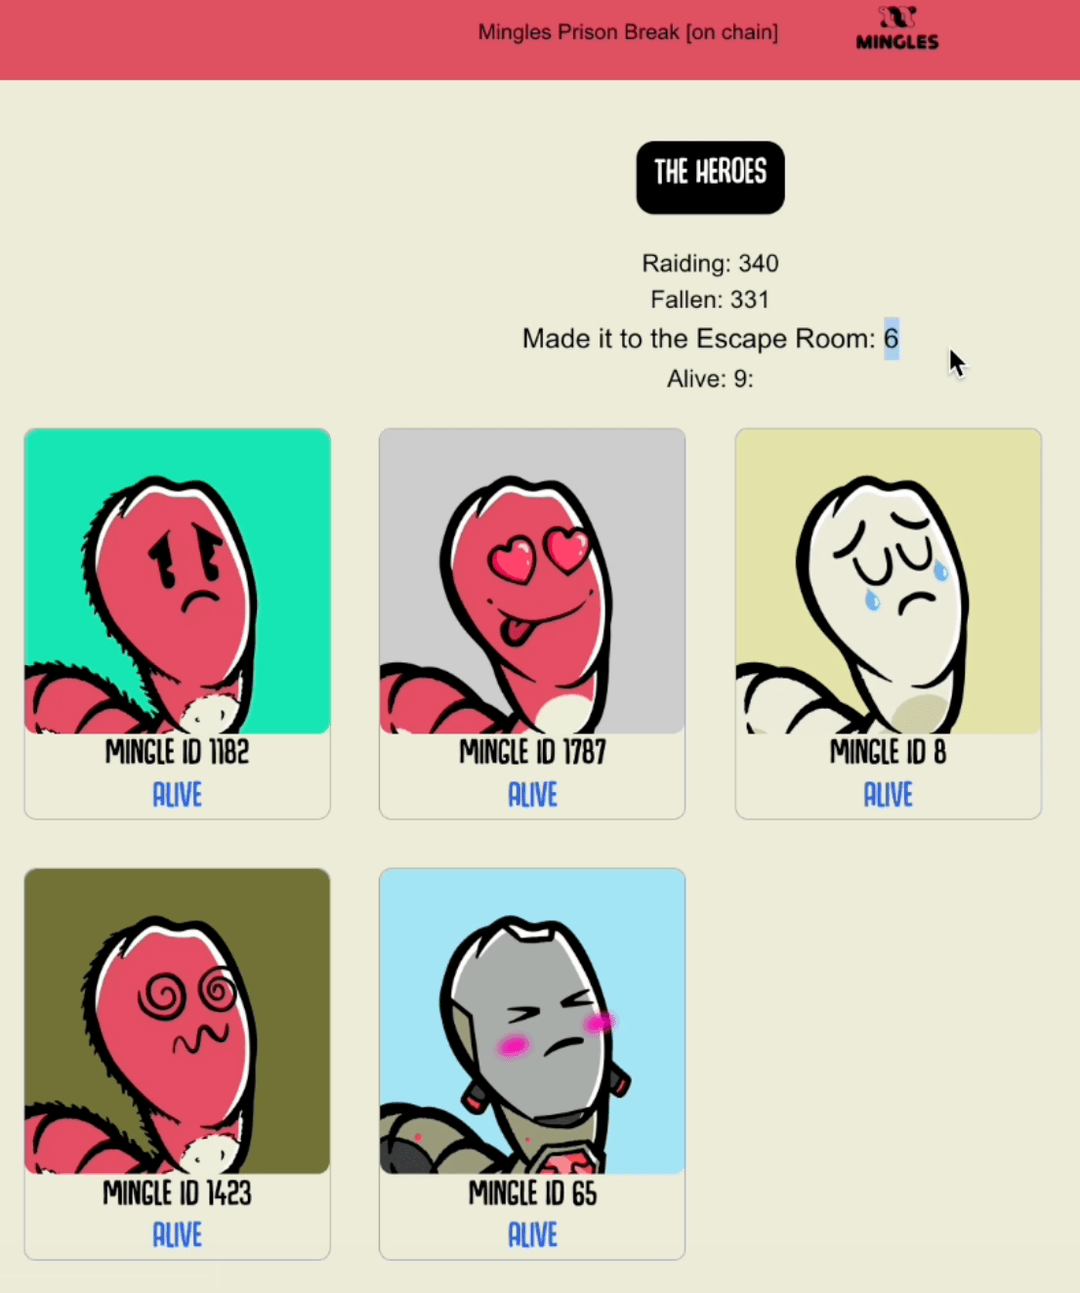 Mingles Prison Break [on chain]
MINGLES
THE HEROES
Raiding: 340
Fallen: 331
Made it to the Escape Room: 6
Alive: 9:
MINGLE ID 1182
ALIVE
MINGLE ID 1787
ALIVE
MINGLE ID 8
ALIVE
MINGLE ID 1423
ALIVE
MINGLE ID 65
ALIVE